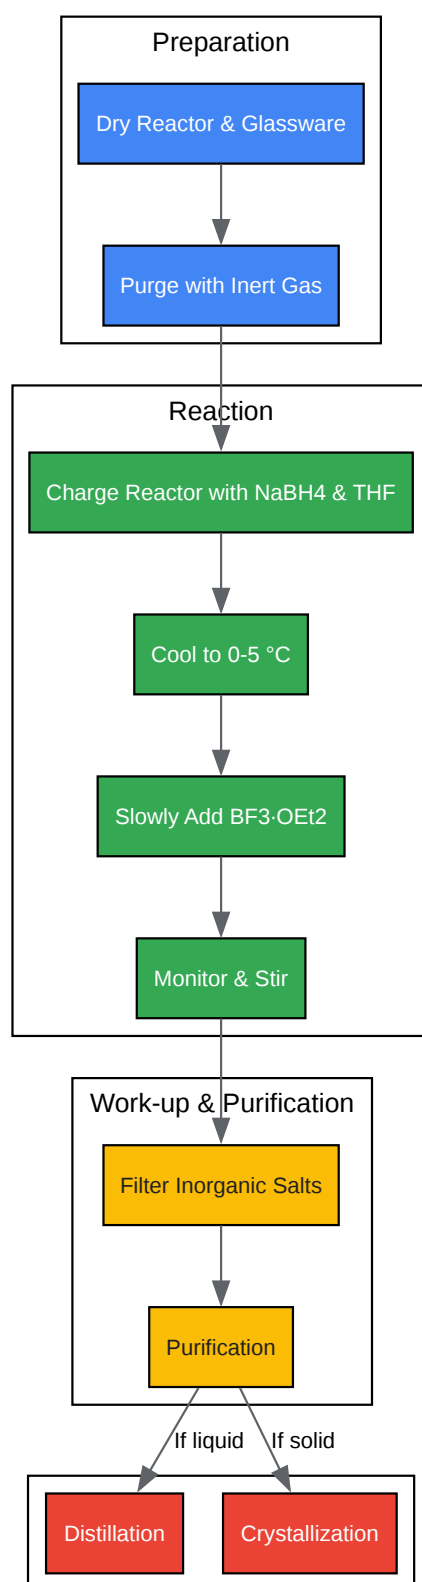 Preparation
Dry Reactor & Glassware
Purge with Inert Gas
Reaction
Charge Reactor with NaBH4 & THF
Cool to 0-5 °C
Slowly Add BF3·OEt2
Monitor & Stir
Work-up & Purification
Filter Inorganic Salts
Purification
If liquid
If solid
Distillation
Crystallization